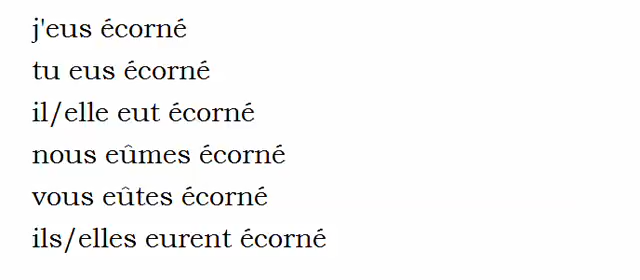 j'eus écorné
tu eus écorné
il/elle eut écorné
nous eûmes écorné
vous eûtes écorné
ils/elles eurent écorné